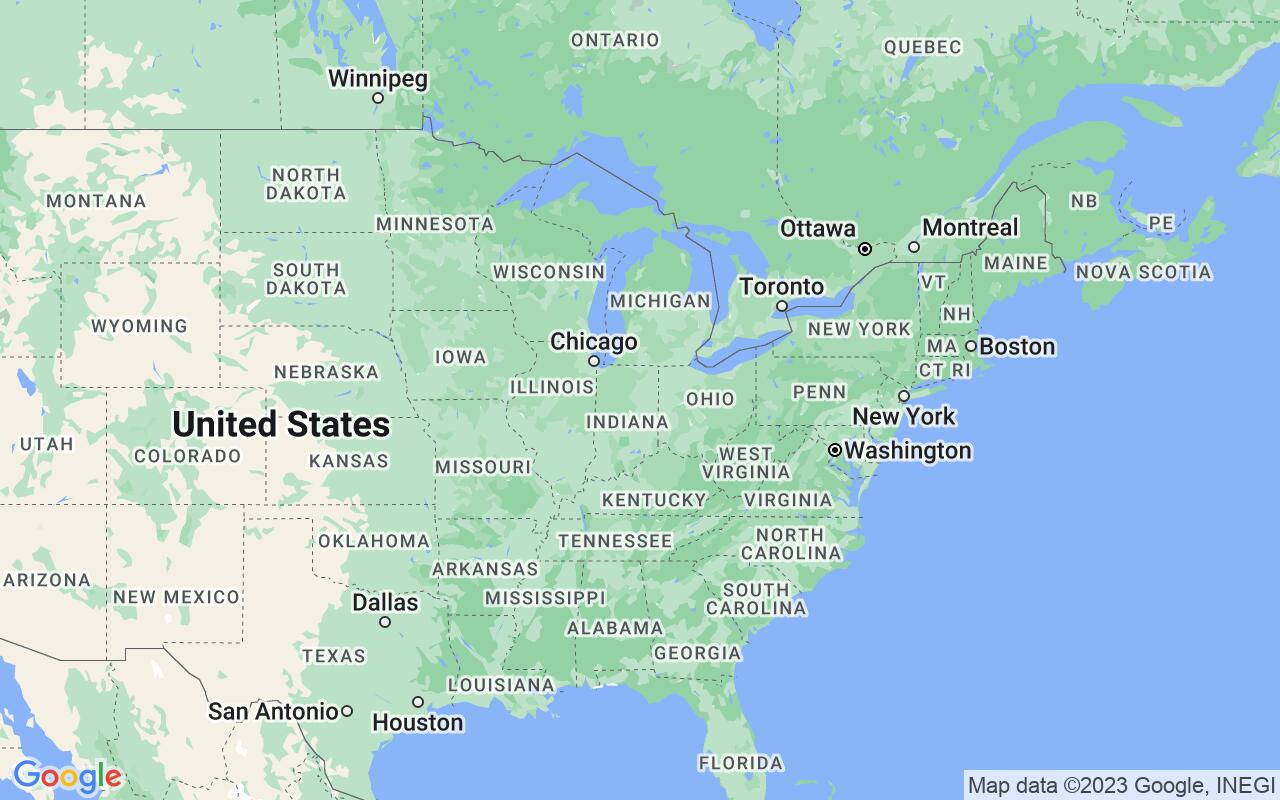 ONTARIO
QUEBEC
Winnipeg
NORTH
DAKOTA
MONTANA
NB
MINNESOTA
Ottawa
Montreal
PE
SOUTH
DAKOTA
WISCONSIN
MAINE
NOVA SCOTIA
VT
Toronto
MICHIGAN
NH
WYOMING
NEW YORK
Chicago
MA
Boston
IOWA
NEBRASKA
CT RI
ILLINOIS
OHIO
PENN
New York
United States
INDIANA
UTAH
COLORADO
KANSAS
MISSOURI
WEST
VIRGINIA
Washington
KENTUCKY
VIRGINIA
OKLAHOMA
TENNESSEE
NORTH
CAROLINA
ARIZONA
ARKANSAS
NEW MEXICO
MISSISSIPPI
SOUTH
CAROLINA
Dallas
ALABAMA
TEXAS
GEORGIA
LOUISIANA
San Antonio
Houston
FLORIDA
Google
Map data ©2023 Google, INEGI